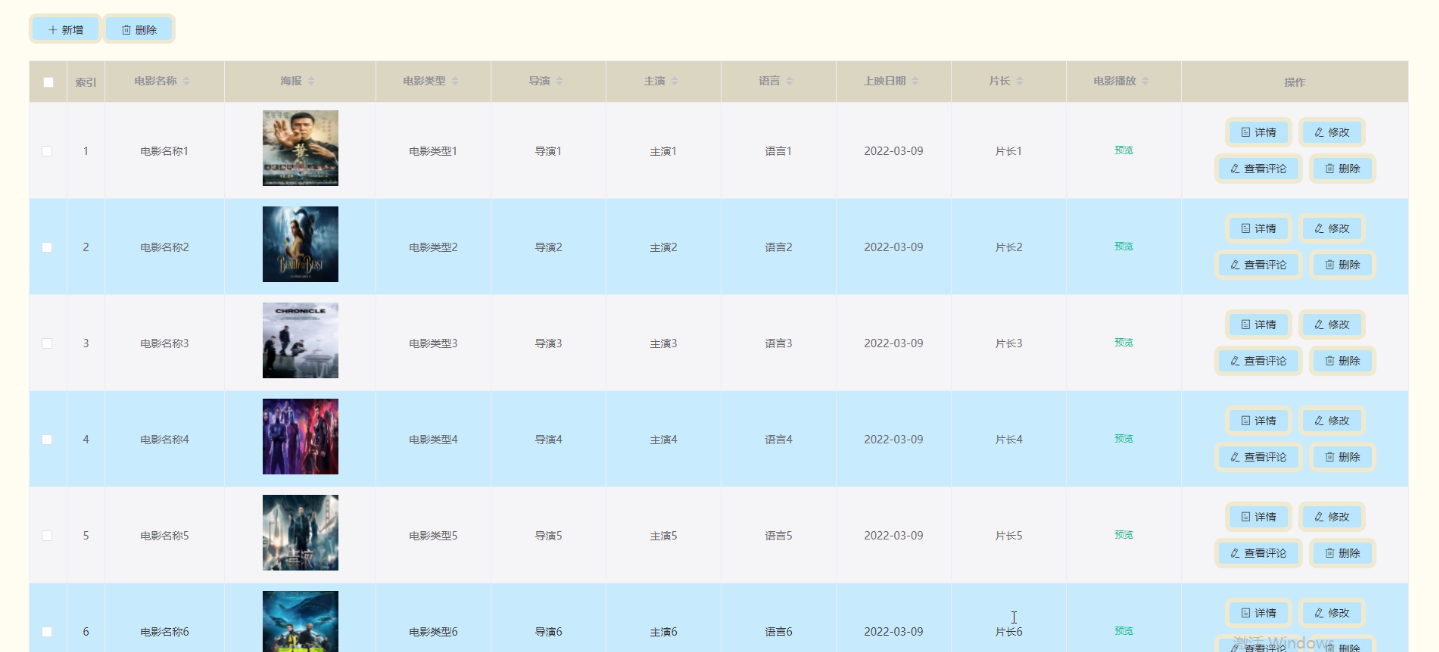 新增 删除
索引 电影名称 海报 电影类型 导演 主演 语言 上映日期 片长 电影播放 操作
1 电影名称1 电影类型1 导演1 主演1 语言1 2022-03-09 片长1 预览 详情 修改
查看评论 删除
2 电影名称2 BEAUTY BEAST 电影类型2 导演2 主演2 语言2 2022-03-09 片长2 预览 详情 修改
查看评论 删除
3 电影名称3 CHRONICLE 电影类型3 导演3 主演3 语言3 2022-03-09 片长3 预览 详情 修改
查看评论 删除
4 电影名称4 电影类型4 导演4 主演4 语言4 2022-03-09 片长4 预览 详情 修改
查看评论 删除
5 电影名称5 电影类型5 导演5 主演5 语言5 2022-03-09 片长5 预览 详情 修改
查看评论 删除
6 电影名称6 电影类型6 导演6 主演6 语言6 2022-03-09 片长6 预览 详情 修改
查看评论 删除
激活 Windows